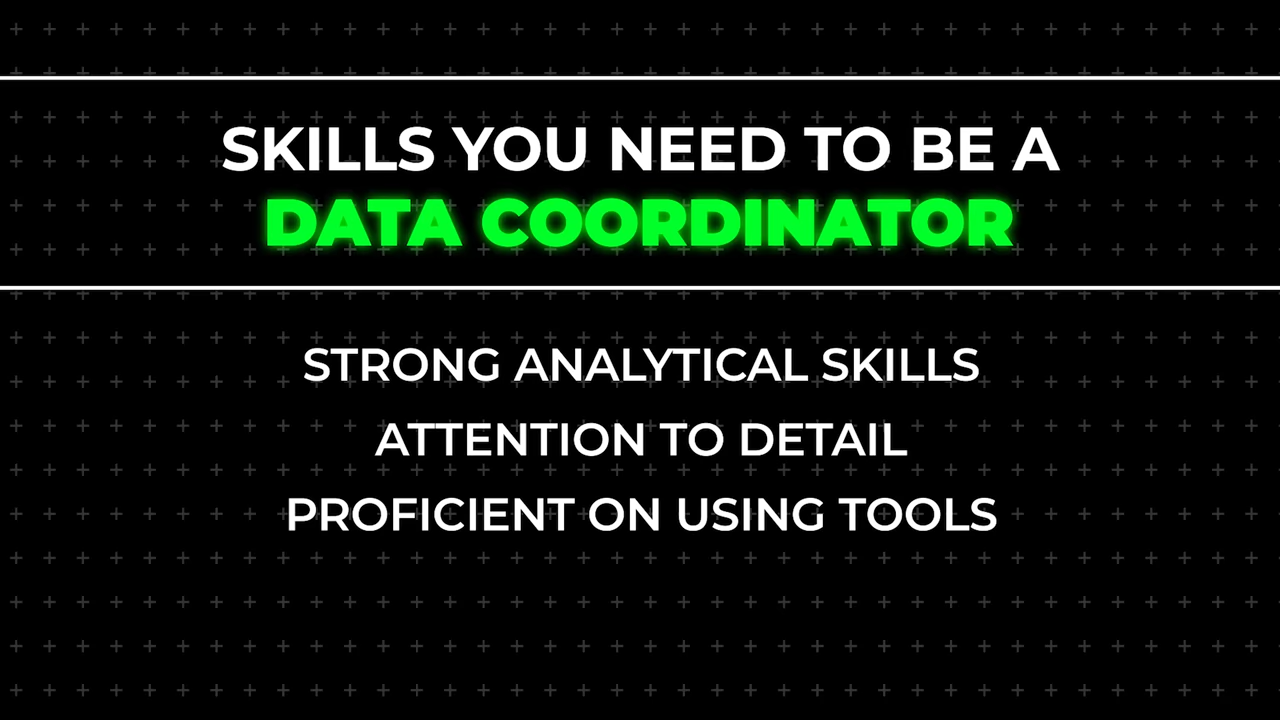 SKILLS YOU NEED TO BE A
DATA COORDINATOR
STRONG ANALYTICAL SKILLS
ATTENTION TO DETAIL
PROFICIENT ON USING TOOLS